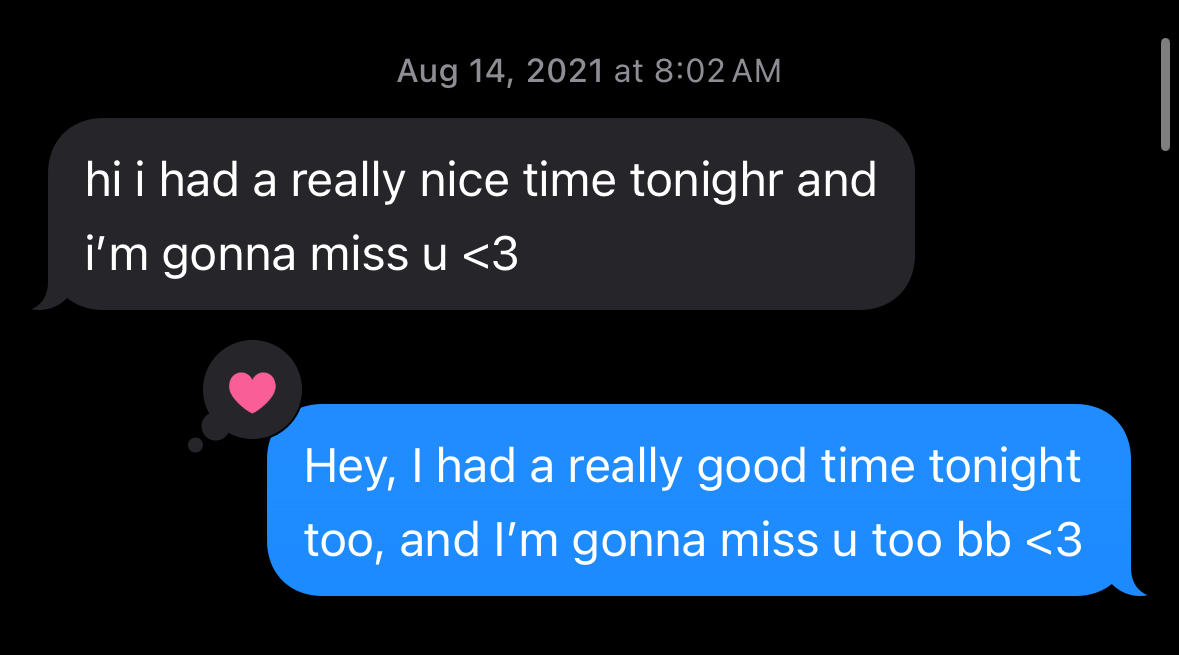 Aug 14, 2021 at 8:02 AM
hi i had a really nice time tonighr and
i’m gonna miss u <3
Hey, I had a really good time tonight
too, and I’m gonna miss u too bb <3